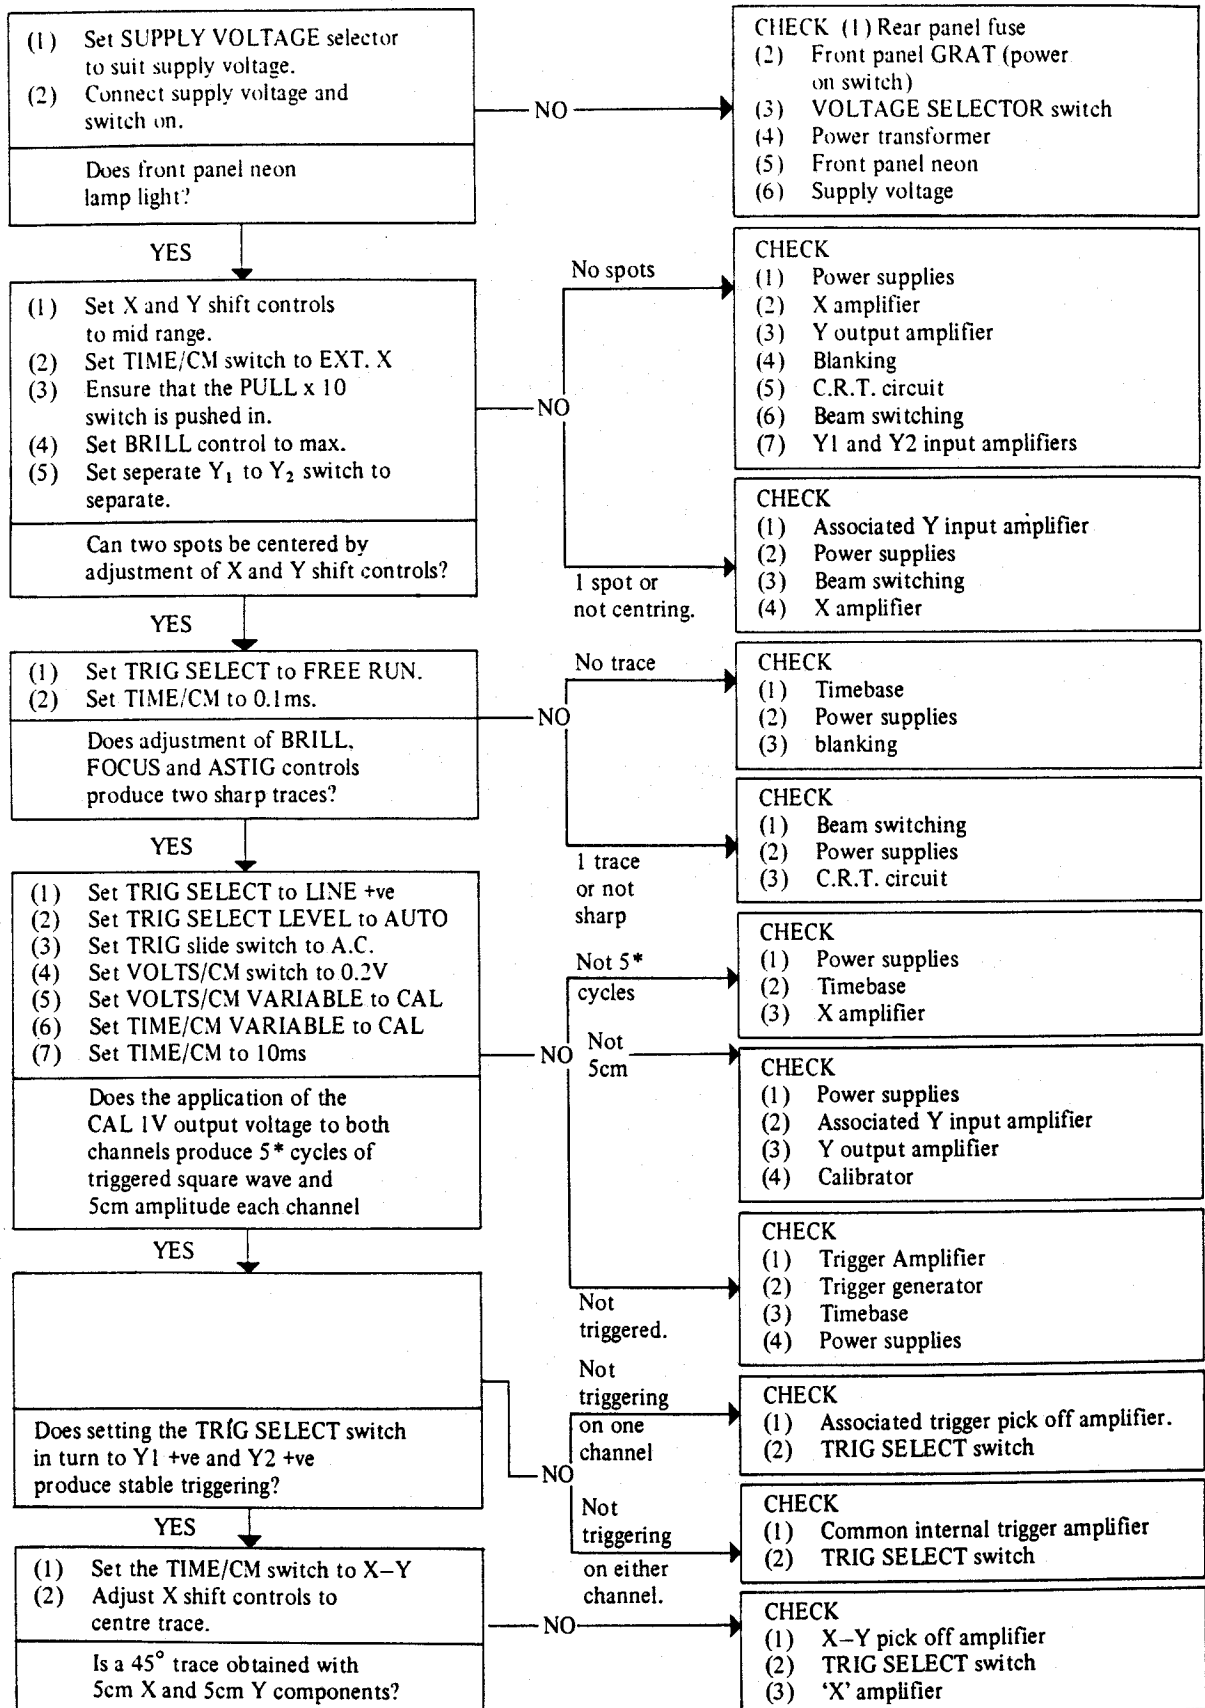 (1) Set SUPPLY VOLTAGE selector
to suit supply voltage.
(2) Connect supply voltage and
switch on.
Does front panel neon
lamp light?
NO
CHECK (1) Rear panel fuse
(2) Front panel GRAT (power
on switch)
(3) VOLTAGE SELECTOR switch
(4) Power transformer
(5) Front panel neon
(6) Supply voltage
YES
(1) Set X and Y shift controls
to mid range.
(2) Set TIME/CM switch to EXT. X
(3) Ensure that the PULL x 10
switch is pushed in.
(4) Set BRILL control to max.
(5) Set seperate Y₁ to Y₂ switch to
separate.
Can two spots be centered by
adjustment of X and Y shift controls?
NO
No spots
CHECK
(1) Power supplies
(2) X amplifier
(3) Y output amplifier
(4) Blanking
(5) C.R.T. circuit
(6) Beam switching
(7) Y1 and Y2 input amplifiers
1 spot or
not centring.
CHECK
(1) Associated Y input amplifier
(2) Power supplies
(3) Beam switching
(4) X amplifier
YES
(1) Set TRIG SELECT to FREE RUN.
(2) Set TIME/CM to 0.1ms.
Does adjustment of BRILL,
FOCUS and ASTIG controls
produce two sharp traces?
NO
No trace
CHECK
(1) Timebase
(2) Power supplies
(3) blanking
1 trace
or not
sharp
CHECK
(1) Beam switching
(2) Power supplies
(3) C.R.T. circuit
YES
(1) Set TRIG SELECT to LINE +ve
(2) Set TRIG SELECT LEVEL to AUTO
(3) Set TRIG slide switch to A.C.
(4) Set VOLTS/CM switch to 0.2V
(5) Set VOLTS/CM VARIABLE to CAL
(6) Set TIME/CM VARIABLE to CAL
(7) Set TIME/CM to 10ms
Does the application of the
CAL 1V output voltage to both
channels produce 5* cycles of
triggered square wave and
5cm amplitude each channel
NO
Not 5*
cycles
CHECK
(1) Power supplies
(2) Timebase
(3) X amplifier
Not
5cm
CHECK
(1) Power supplies
(2) Associated Y input amplifier
(3) Y output amplifier
(4) Calibrator
Not
triggered.
CHECK
(1) Trigger Amplifier
(2) Trigger generator
(3) Timebase
(4) Power supplies
YES
Does setting the TRIG SELECT switch
in turn to Y1 +ve and Y2 +ve
produce stable triggering?
NO
Not
triggering
on one
channel
CHECK
(1) Associated trigger pick off amplifier.
(2) TRIG SELECT switch
Not
triggering
on either
channel.
CHECK
(1) Common internal trigger amplifier
(2) TRIG SELECT switch
YES
(1) Set the TIME/CM switch to X–Y
(2) Adjust X shift controls to
centre trace.
Is a 45° trace obtained with
5cm X and 5cm Y components?
NO
CHECK
(1) X–Y pick off amplifier
(2) TRIG SELECT switch
(3) ‘X’ amplifier